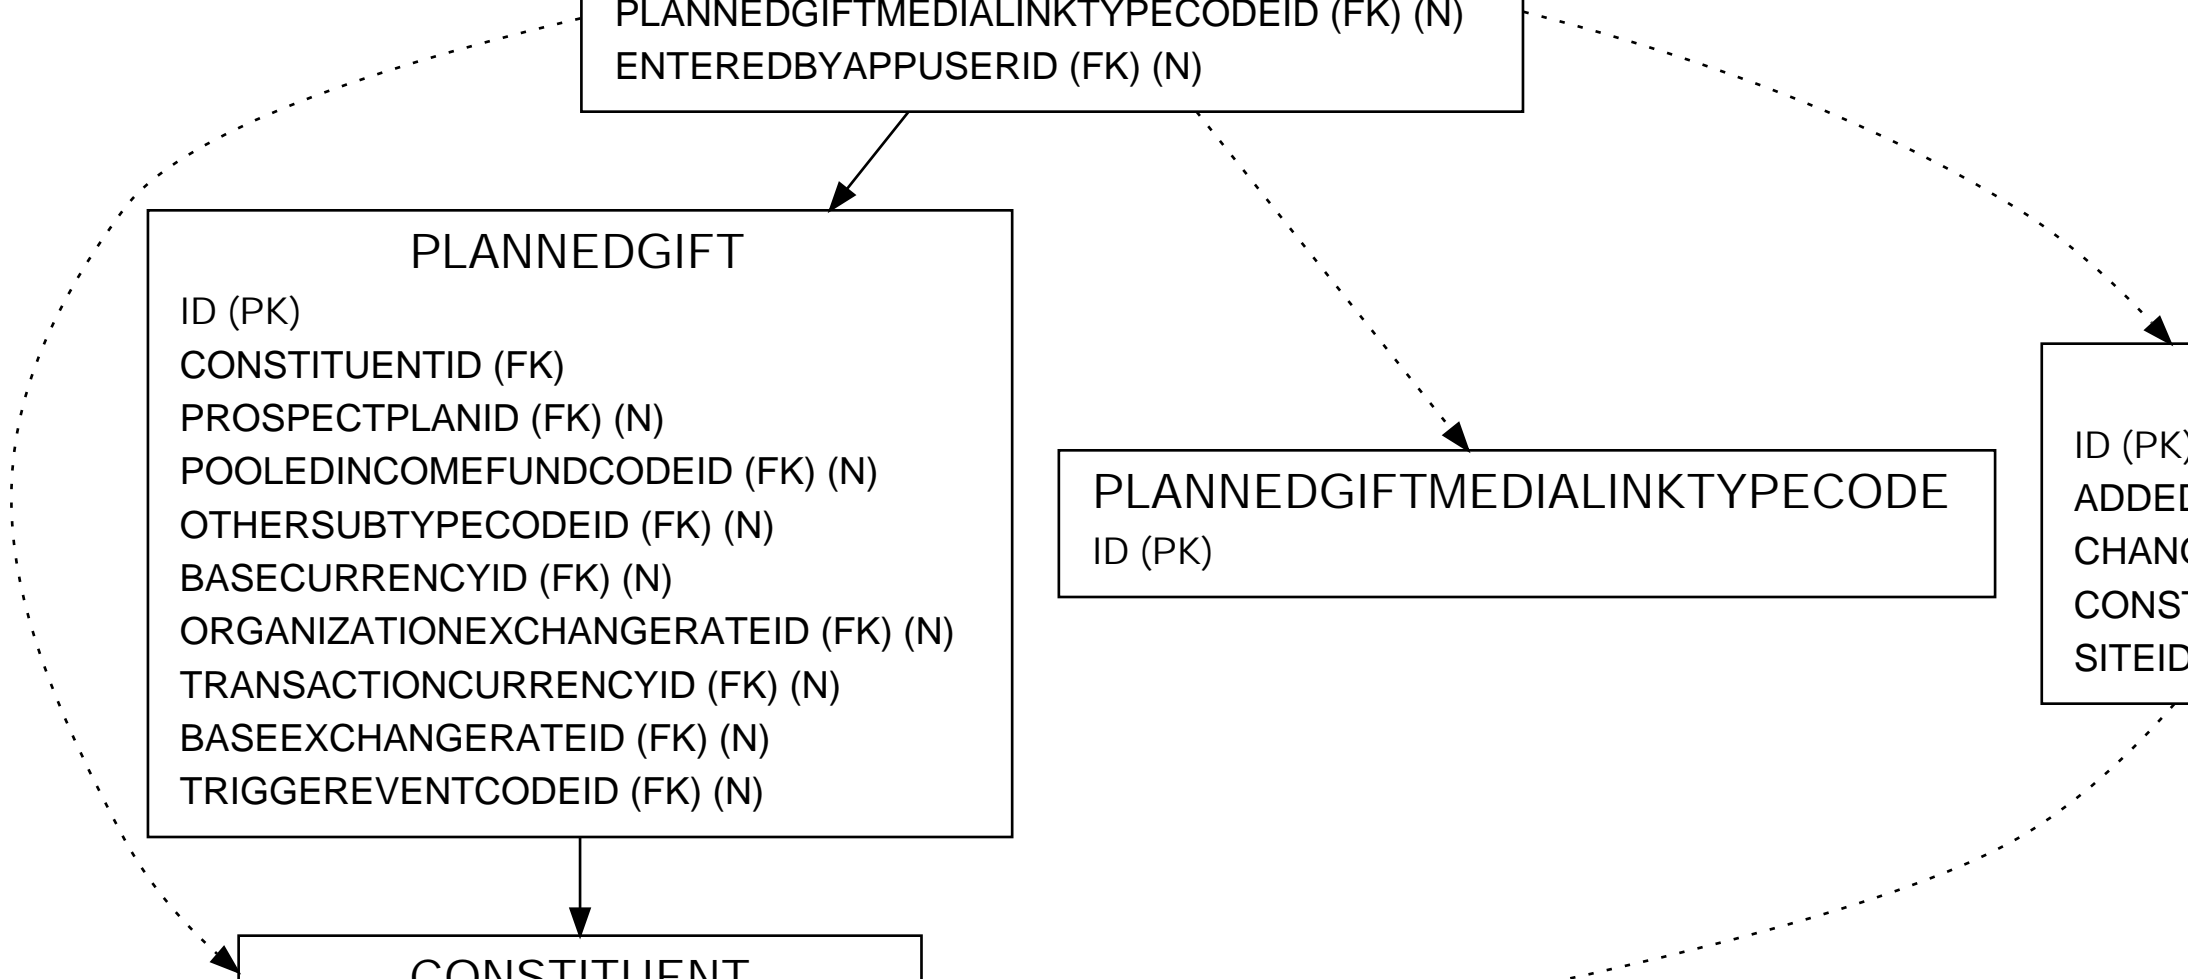 PLANNEDGIFTMEDIALINKTYPECODEID (FK) (N)
ENTEREDBYAPPUSERID (FK) (N)
PLANNEDGIFT
ID (PK)
CONSTITUENTID (FK)
PROSPECTPLANID (FK) (N)
POOLEDINCOMEFUNDCODEID (FK) (N)
OTHERSUBTYPECODEID (FK) (N)
BASECURRENCYID (FK) (N)
ORGANIZATIONEXCHANGERATEID (FK) (N)
TRANSACTIONCURRENCYID (FK) (N)
BASEEXCHANGERATEID (FK) (N)
TRIGGEREVENTCODEID (FK) (N)
PLANNEDGIFTMEDIALINKTYPECODE
ID (PK)
ID (PK)
SITEID
CONSTITUENT